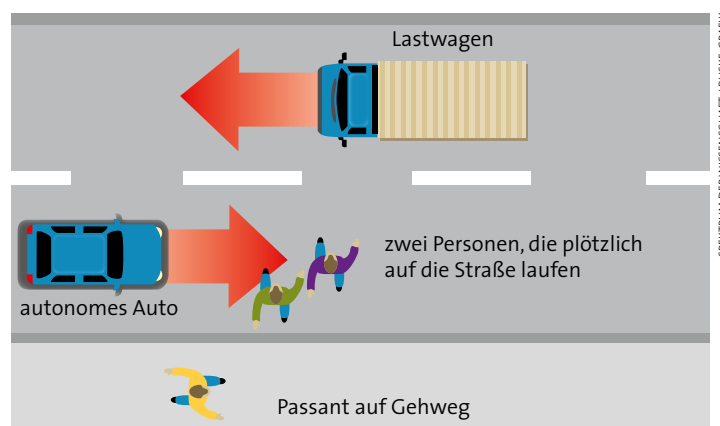 Lastwagen
zwei Personen, die plötzlich
auf die Straße laufen
autonomes Auto
Passant auf Gehweg